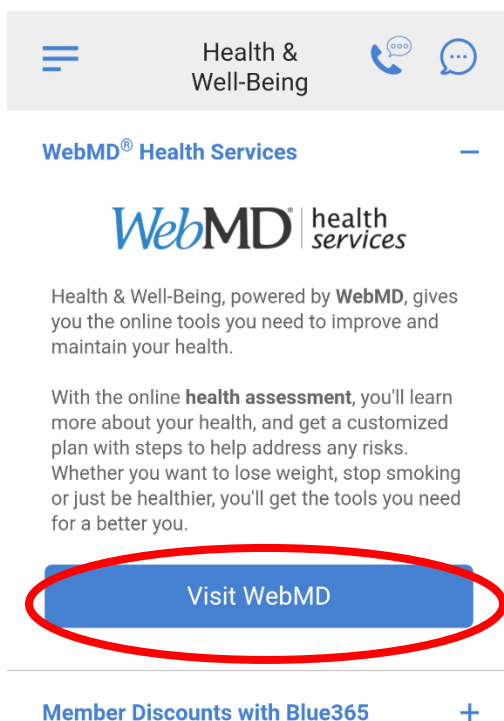 Health &
Well-Being
WebMD® Health Services
WebMD® health
services
Health & Well-Being, powered by WebMD, gives
you the online tools you need to improve and
maintain your health.
With the online health assessment, you'll learn
more about your health, and get a customized
plan with steps to help address any risks.
Whether you want to lose weight, stop smoking
or just be healthier, you'll get the tools you need
for a better you.
Visit WebMD
Member Discounts with Blue365